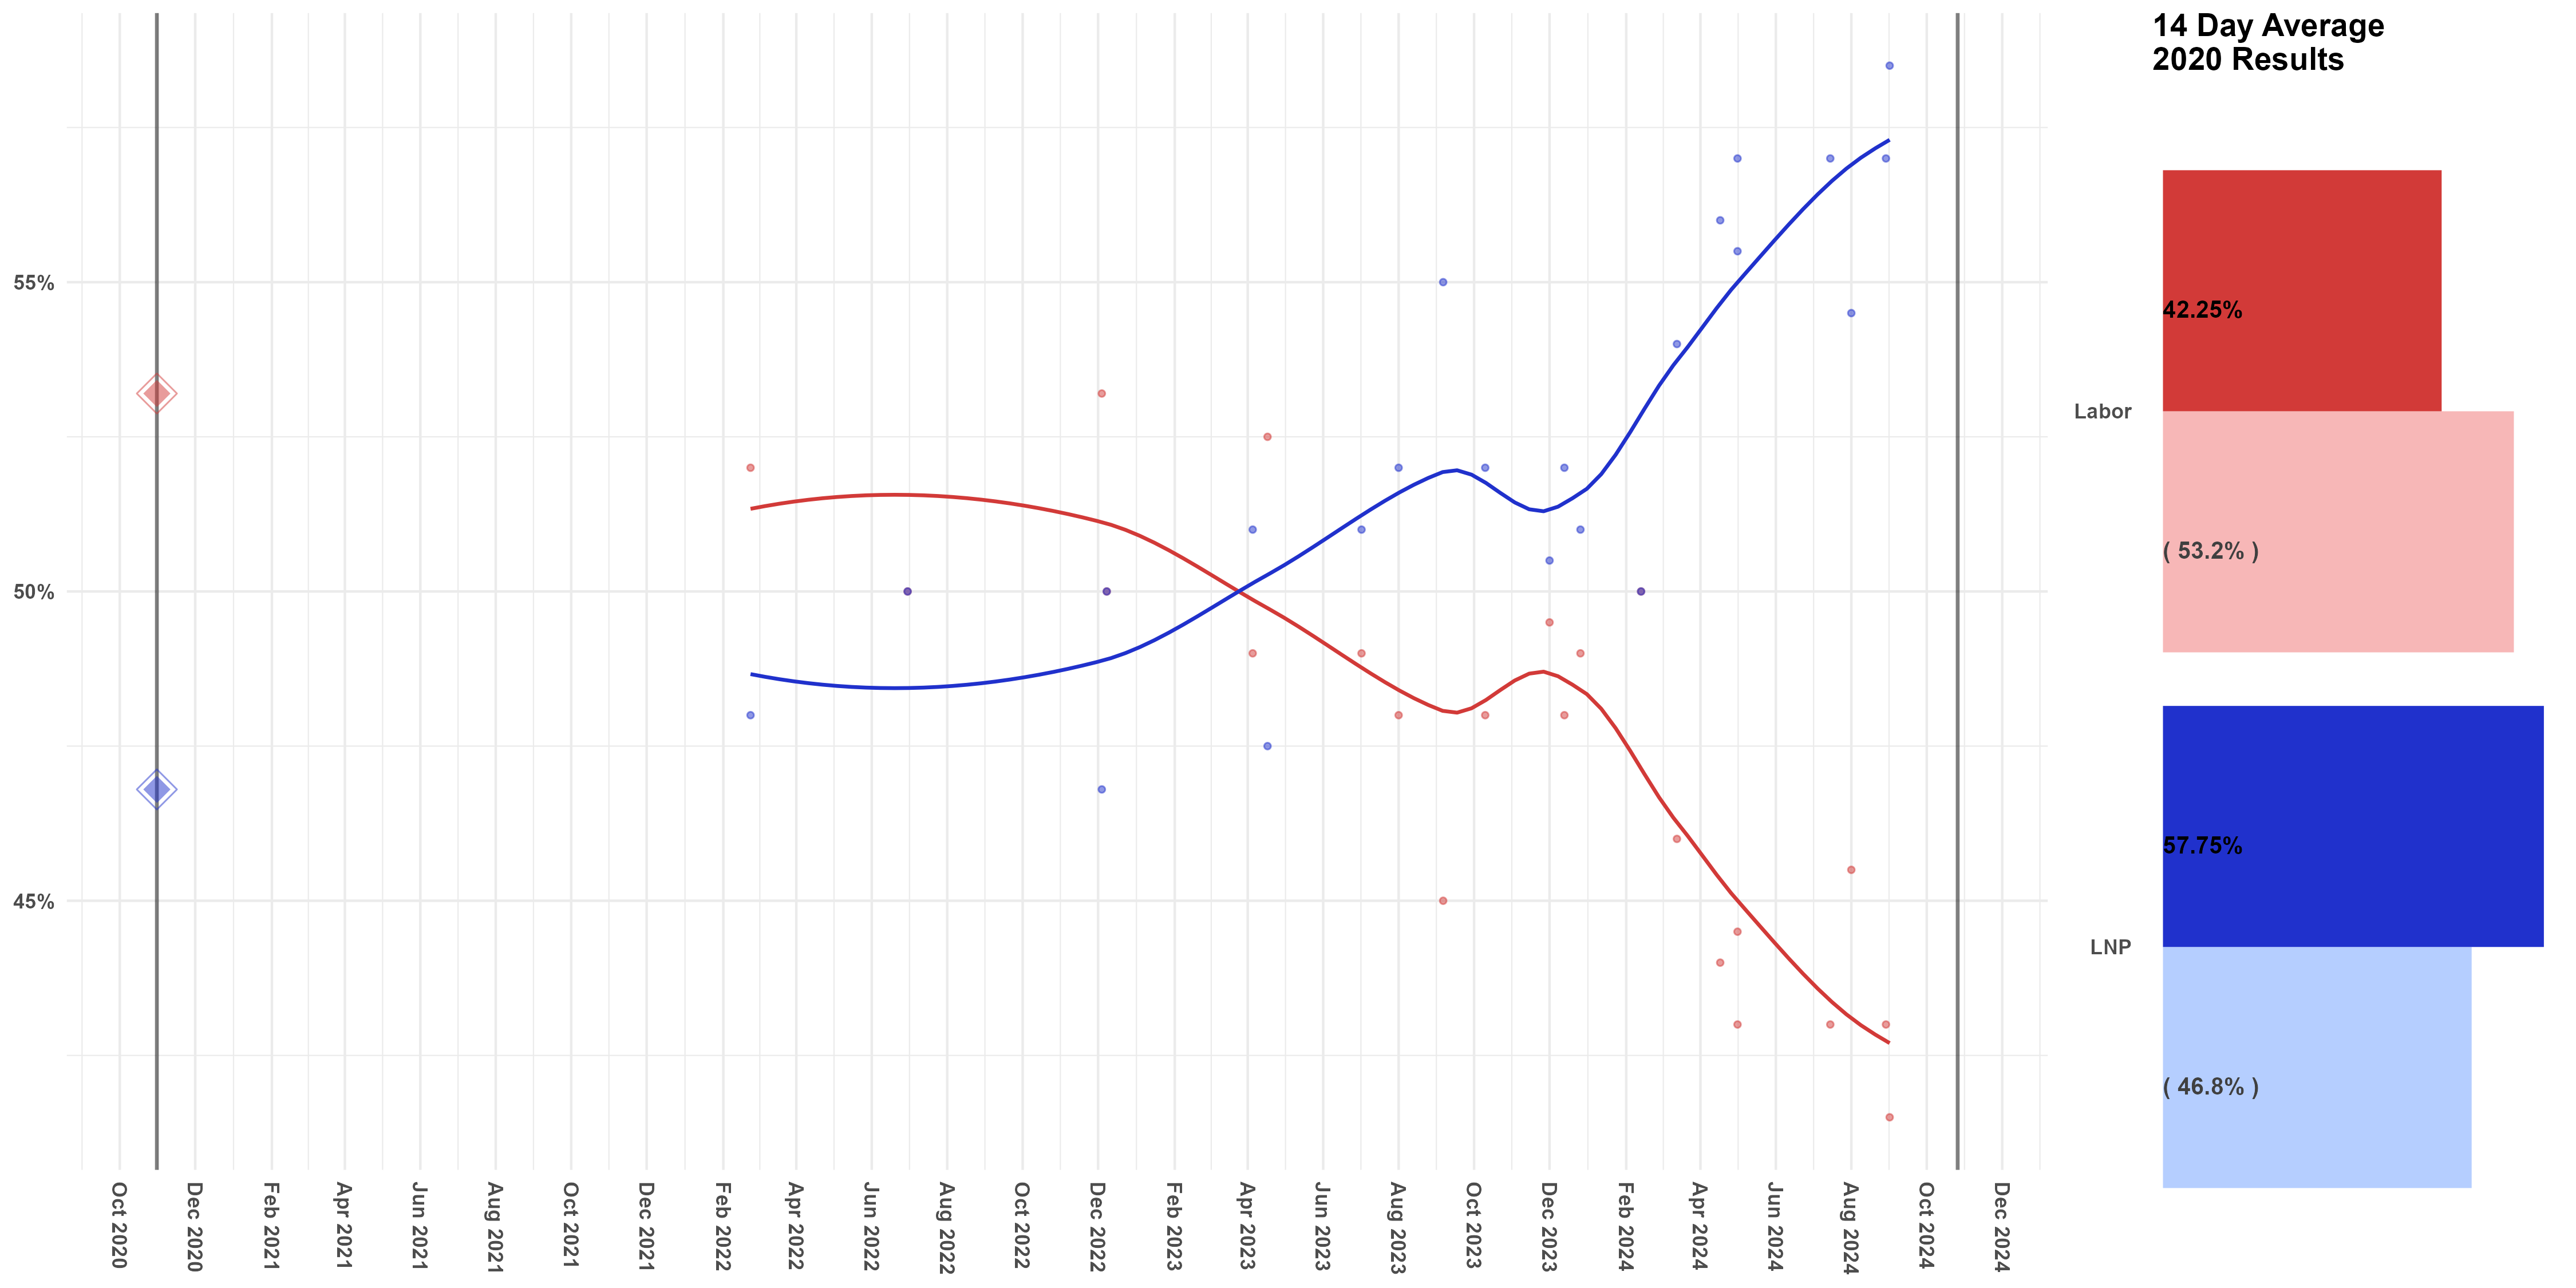 14 Day Average
2020 Results
55%
50%
45%
Oct 2020
Dec 2020
Feb 2021
Apr 2021
Jun 2021
Aug 2021
Oct 2021
Dec 2021
Feb 2022
Apr 2022
Jun 2022
Aug 2022
Oct 2022
Dec 2022
Feb 2023
Apr 2023
Jun 2023
Aug 2023
Oct 2023
Dec 2023
Feb 2024
Apr 2024
Jun 2024
Aug 2024
Oct 2024
Dec 2024
Labor
42.25%
( 53.2% )
LNP
57.75%
( 46.8% )